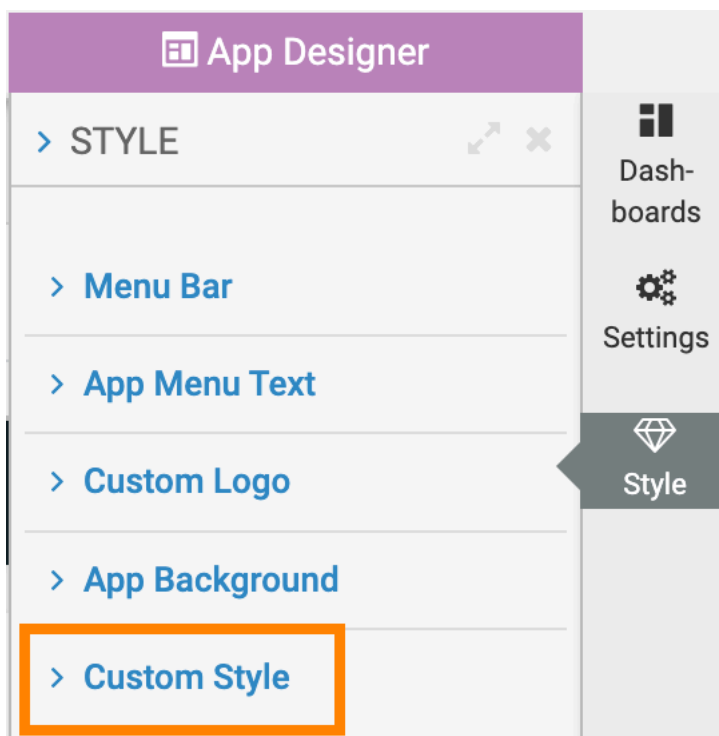 App Designer
STYLE
Menu Bar
App Menu Text
Custom Logo
App Background
Custom Style
Dash-
boards
Settings
Style